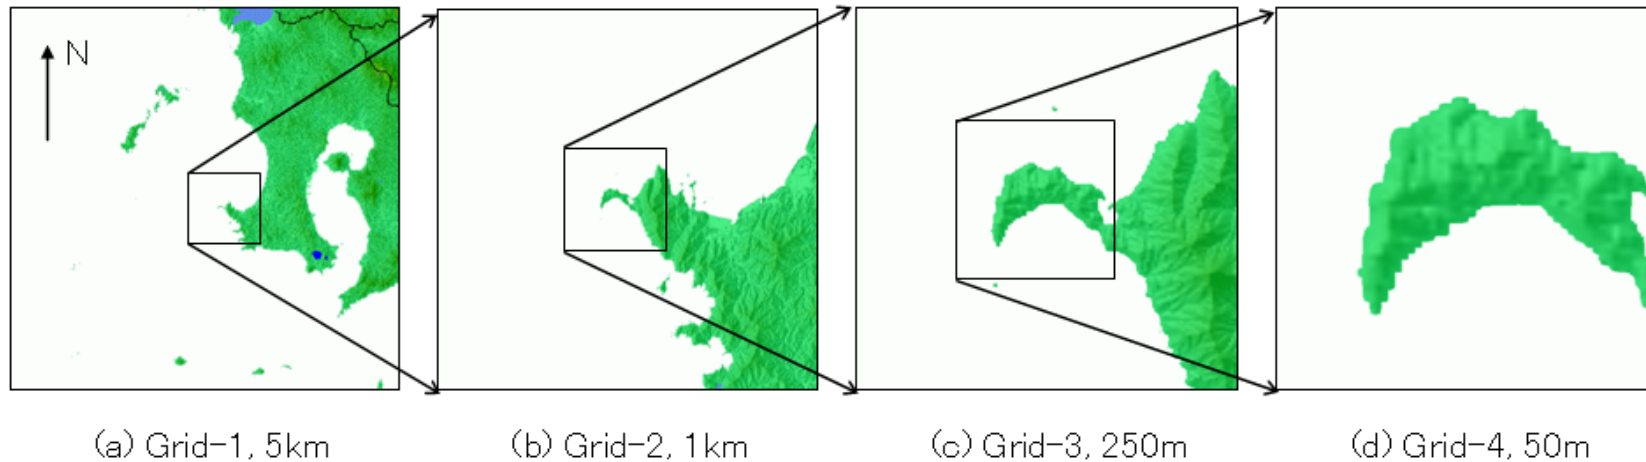 N
(a) Grid-1, 5km
(b) Grid-2, 1km
(c) Grid-3, 250m
(d) Grid-4, 50m